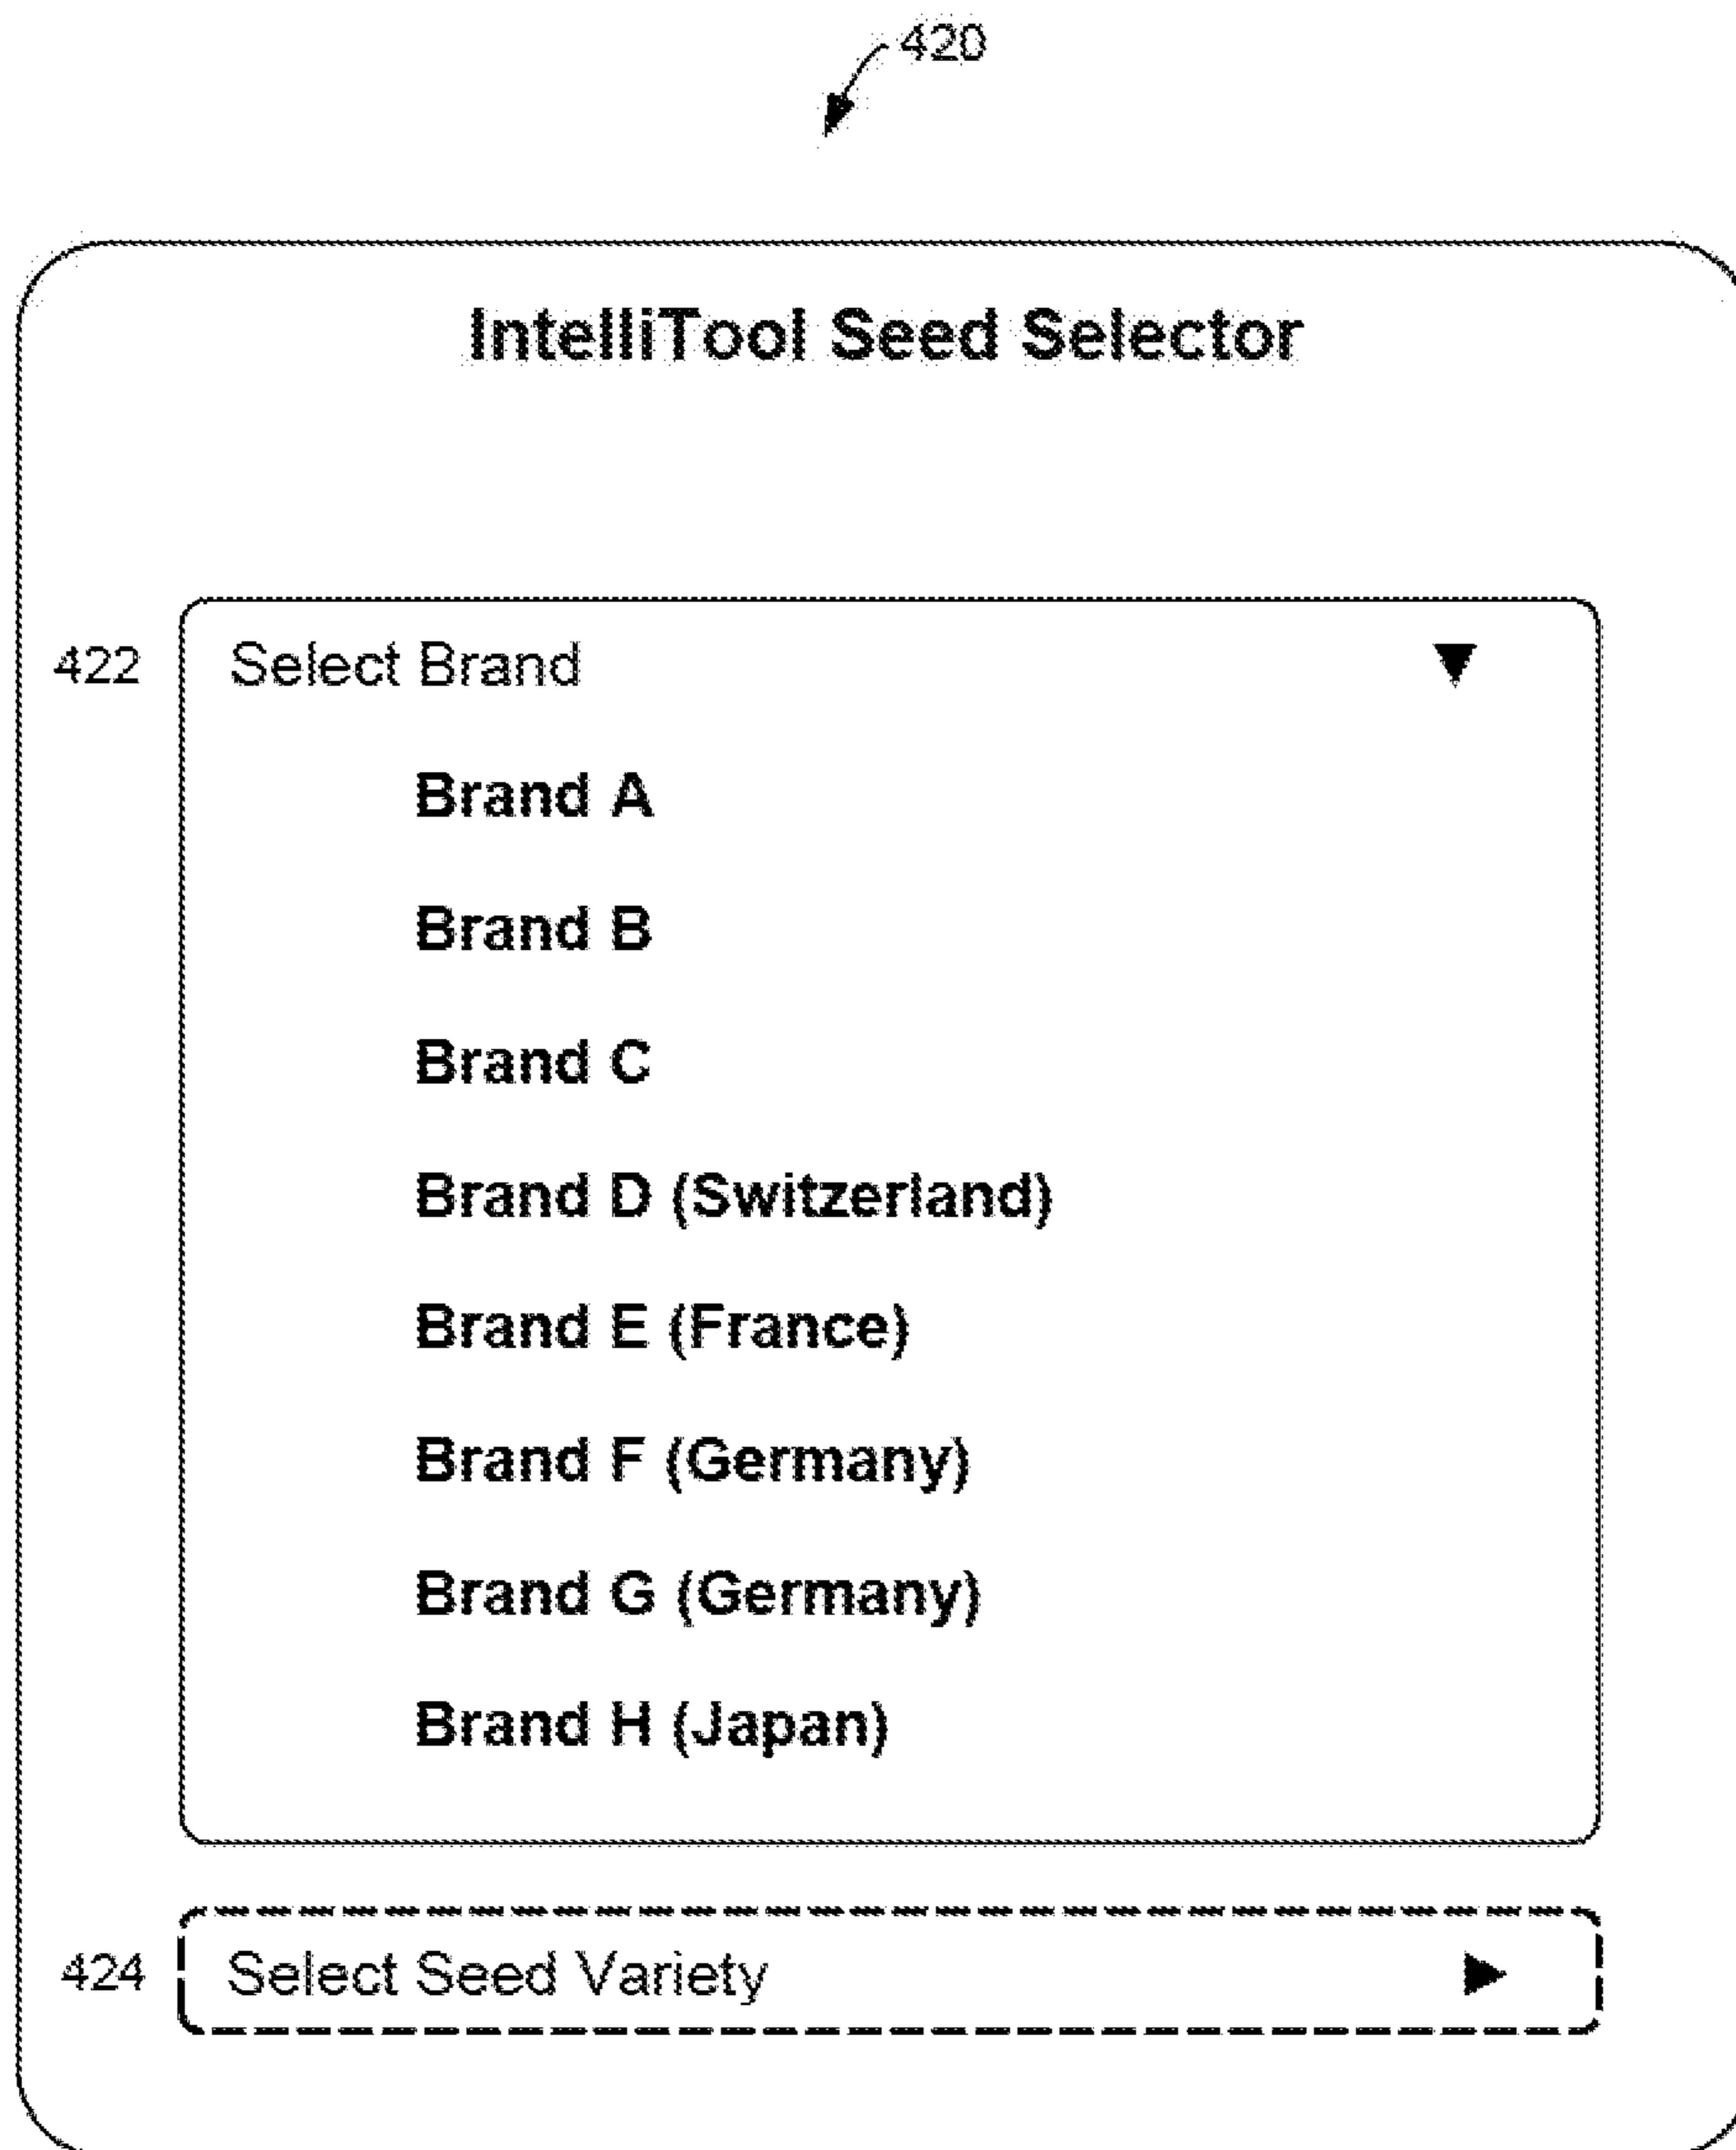 420
IntelliTool Seed Selector
422 Select Brand
Brand A
Brand B
Brand C
Brand D (Switzerland)
Brand E (France)
Brand F (Germany)
Brand G (Germany)
Brand H (Japan)
424 Select Seed Variety